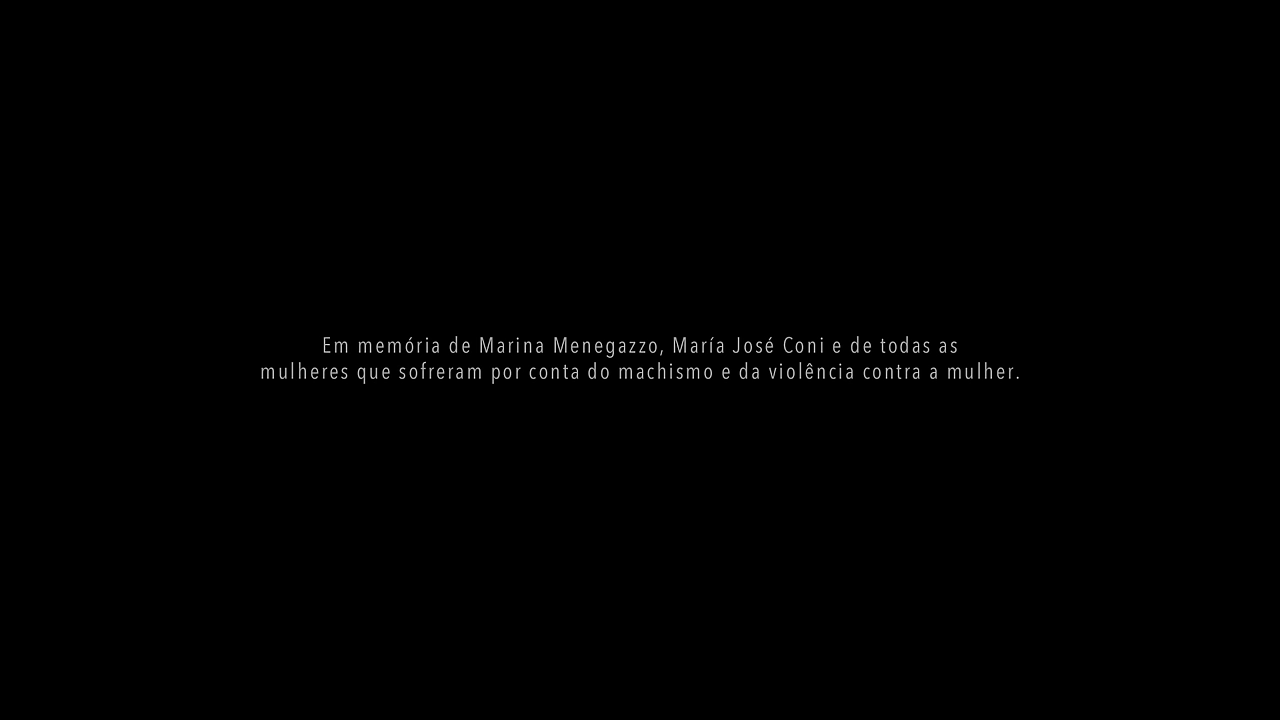 Em memória de Marina Menegazzo, María José Coni e de todas as
mulheres que sofreram por conta do machismo e da violência contra a mulher.